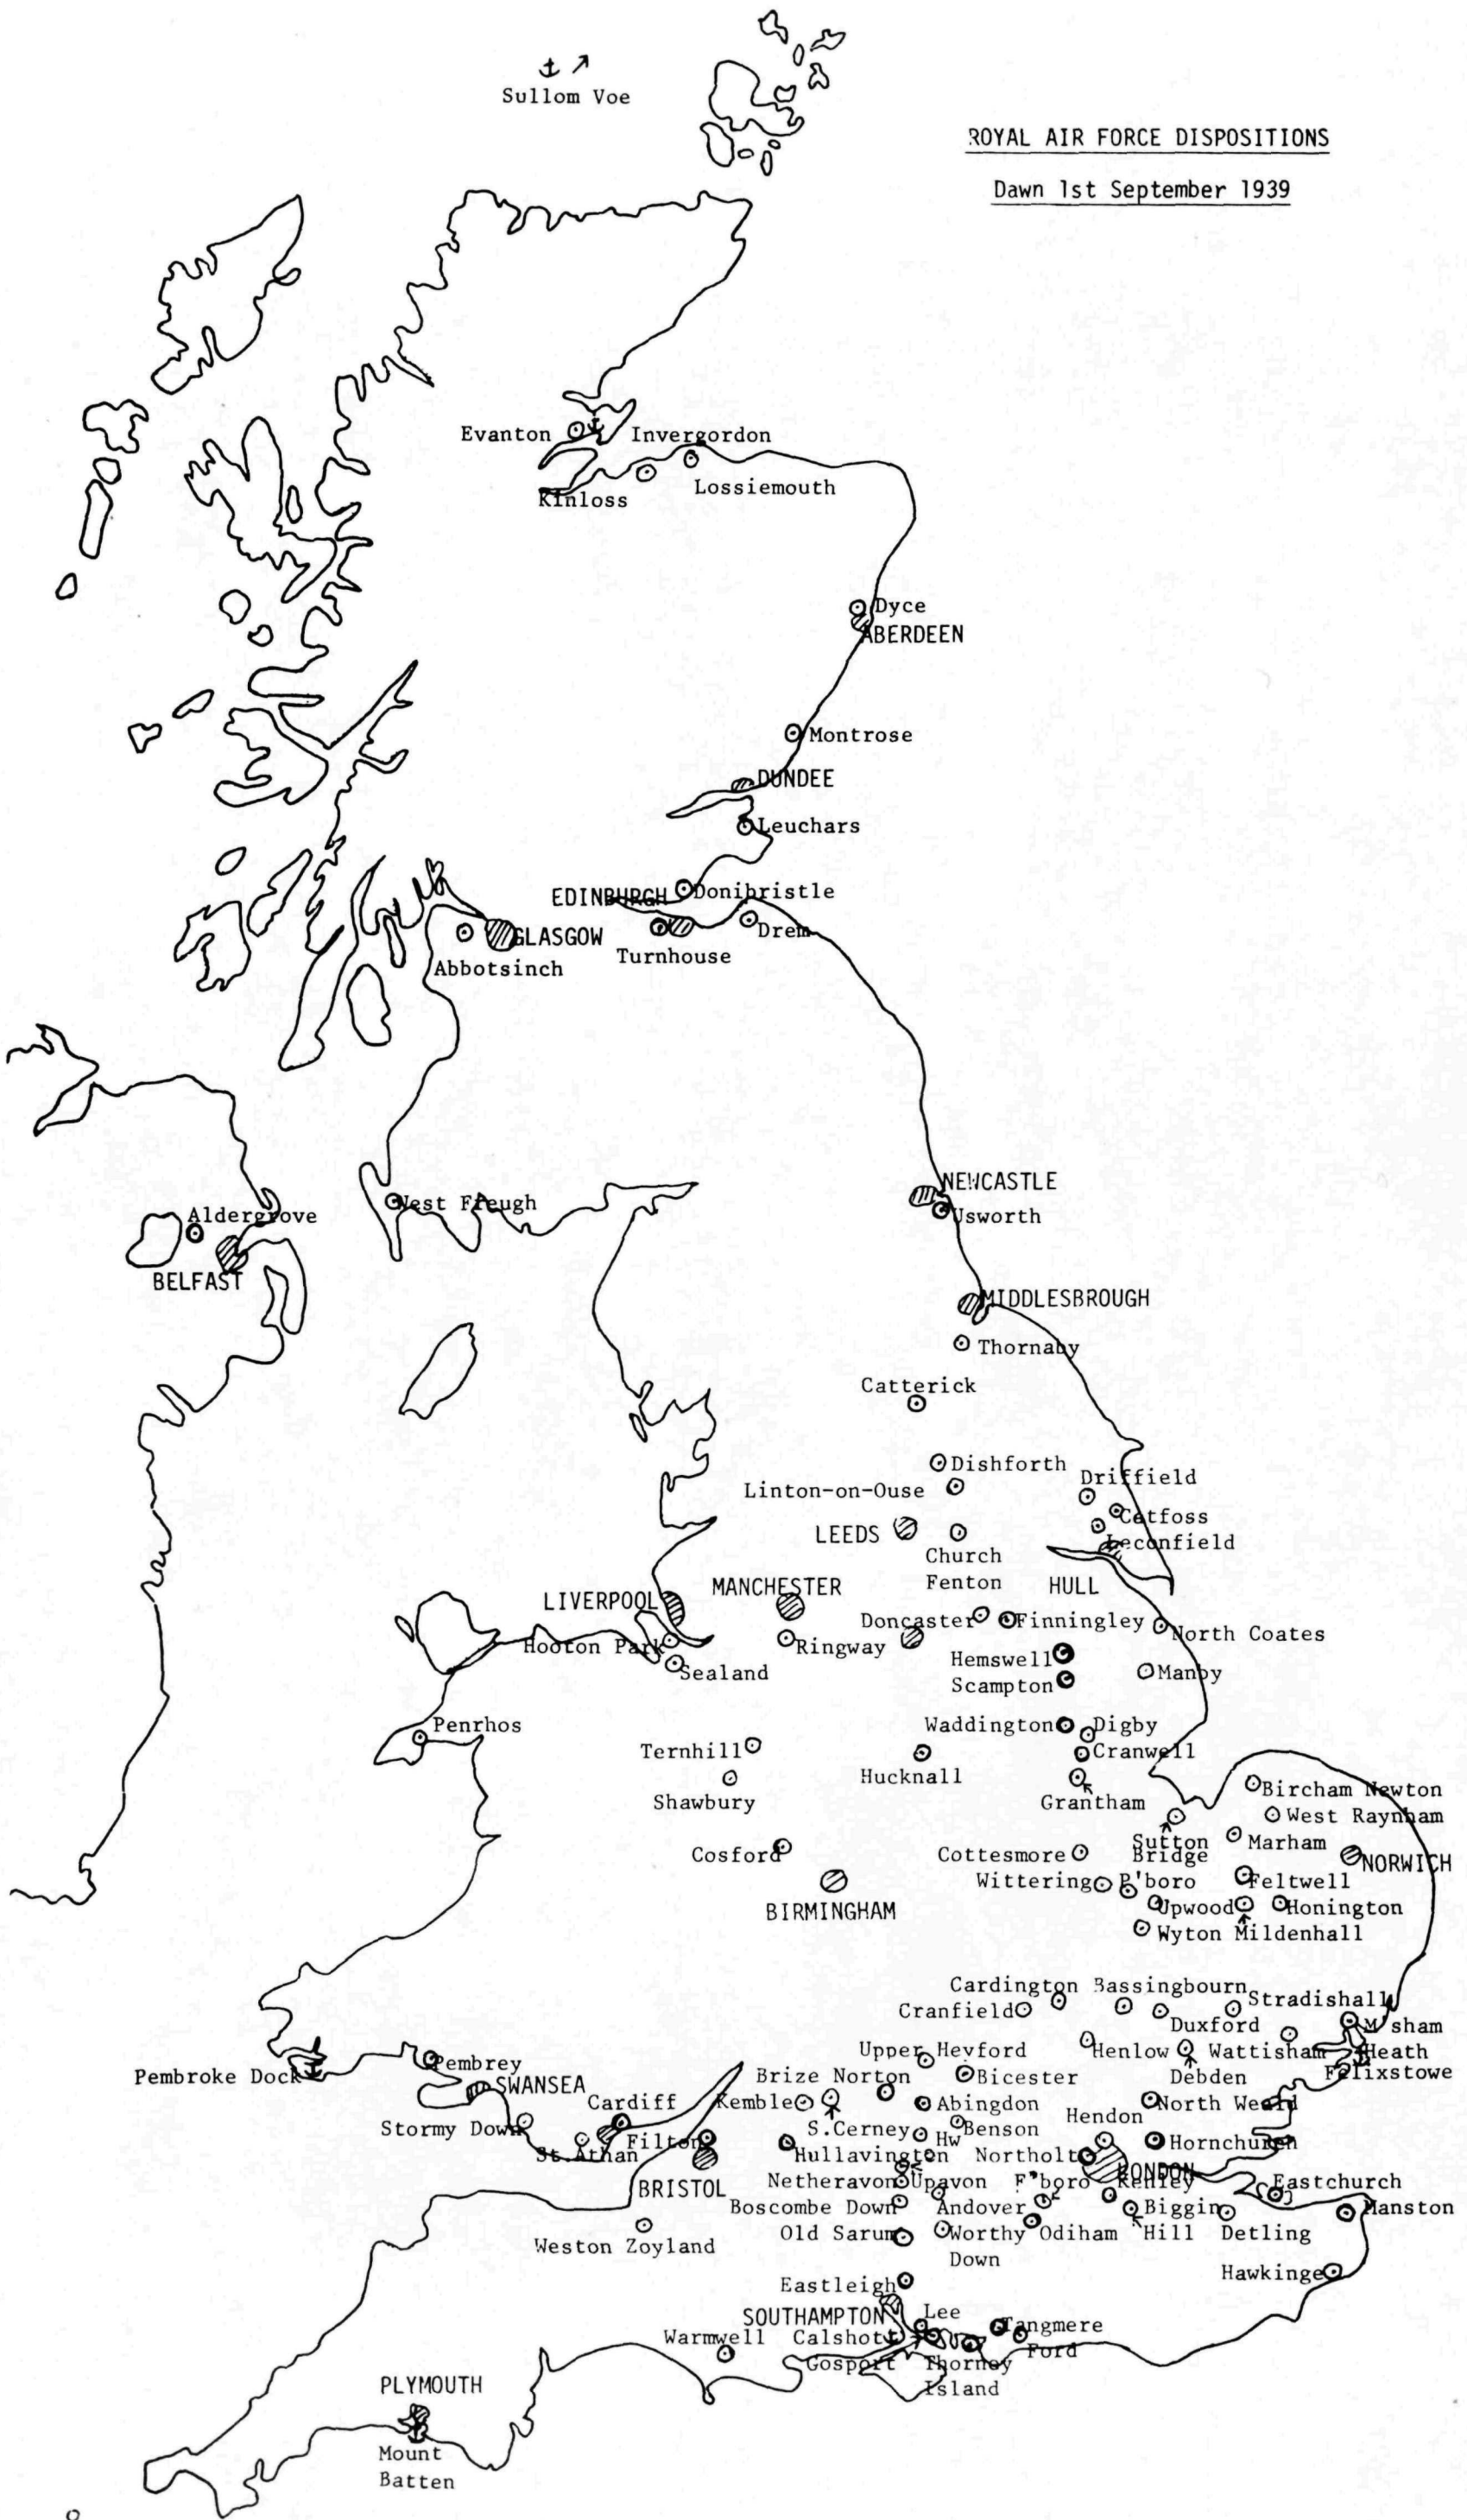 Sullom Voe
ROYAL AIR FORCE DISPOSITIONS
Dawn 1st September 1939
Evanton
Invergordon
Kinloss
Lossiemouth
Dyce
ABERDEEN
Montrose
DUNDEE
Leuchars
EDINBURGH
Donibristle
GLASGOW
Drem
Turnhouse
Abbotsinch
NEWCASTLE
West Freugh
Usworth
Aldergrove
BELFAST
MIDDLESBROUGH
Thornaby
Catterick
Dishforth
Driffield
Linton-on-Ouse
Catfoss
LEEDS
Leconfield
Church
Fenton
HULL
LIVERPOOL
MANCHESTER
Doncaster
Finningley
North Coates
Hooton Park
Ringway
Hemswell
Sealand
Manby
Scampton
Penrhos
Waddington
Digby
Ternhill
Cranwell
Hucknall
Shawbury
Grantham
Bircham Newton
West Raynham
Sutton
Bridge
Marham
Cosford
Cottesmore
NORWICH
Wittering
P'boro
Feltwell
BIRMINGHAM
Upwood
Honington
Wyton
Mildenhall
Cardington
Bassingbourn
Stradishall
Cranfield
Duxford
M'sham
Heath
Upper Heyford
Henlow
Wattisham
Pembroke Dock
Pembrey
Brize Norton
Bicester
Debden
Felixstowe
SWANSEA
Cardiff
Kemble
Abingdon
North Weald
Hendon
Stormy Down
S.Cerney
Benson
Filton
Hw
Hornchurch
St.Athan
Hullavington
Northolt
LONDON
BRISTOL
Netheravon
Upavon
F'boro
Kenley
Eastchurch
Boscombe Down
Andover
Biggin
Hill
Manston
Weston Zoyland
Old Sarum
Worthy
Down
Odiham
Detling
Hawkinge
Eastleigh
SOUTHAMPTON
Lee
Tangmere
Warmwell
Calshott
Ford
Gosport
Thorney
Island
PLYMOUTH
Mount
Batten
8